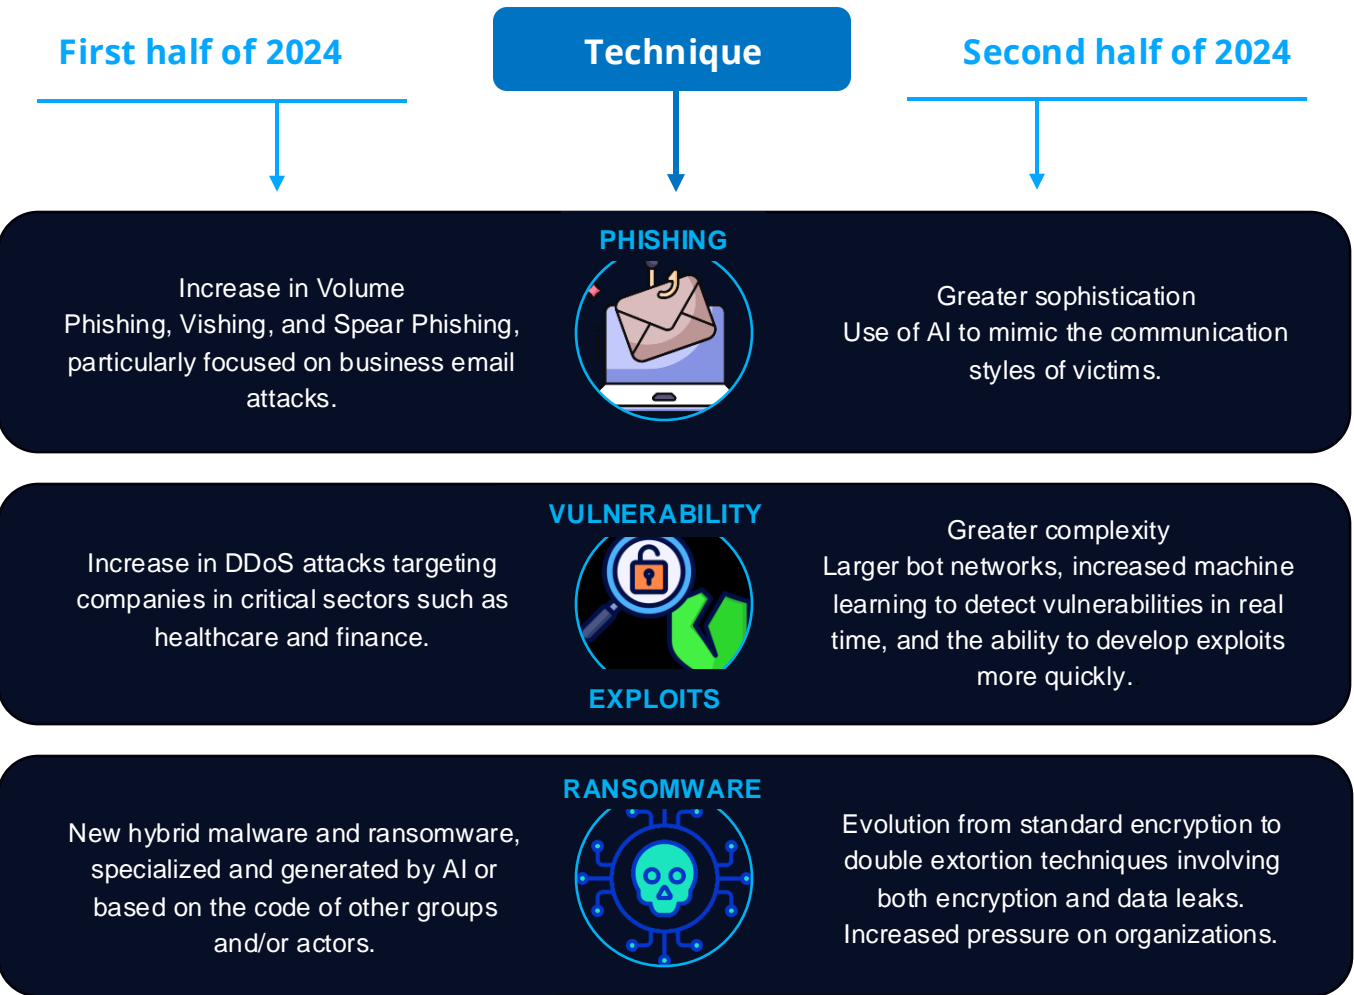 First half of 2024
Technique
Second half of 2024
PHISHING
Increase in Volume
Phishing, Vishing, and Spear Phishing,
particularly focused on business email
attacks.
Greater sophistication
Use of AI to mimic the communication
styles of victims.
VULNERABILITY
EXPLOITS
Increase in DDoS attacks targeting
companies in critical sectors such as
healthcare and finance.
Greater complexity
Larger bot networks, increased machine
learning to detect vulnerabilities in real
time, and the ability to develop exploits
more quickly..
RANSOMWARE
New hybrid malware and ransomware,
specialized and generated by AI or
based on the code of other groups
and/or actors.
Evolution from standard encryption to
double extortion techniques involving
both encryption and data leaks.
Increased pressure on organizations.